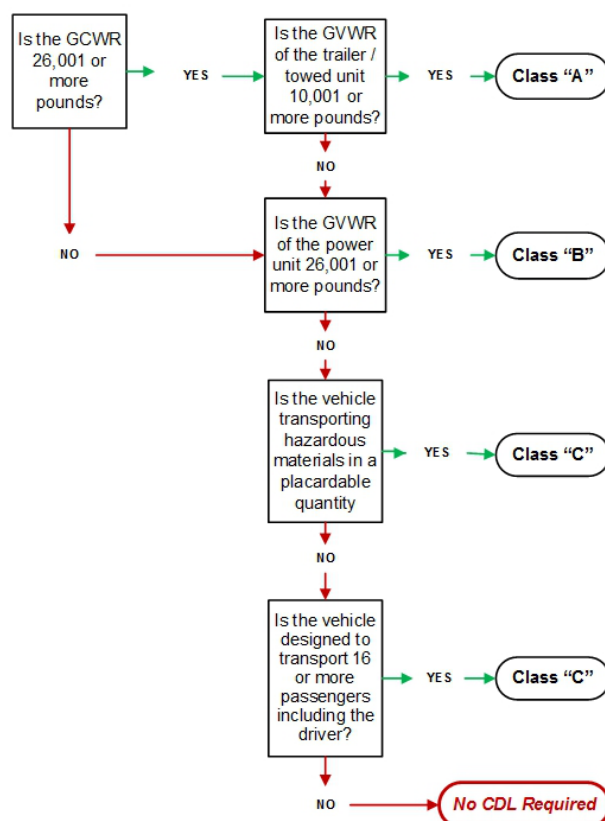 Is the GCWR
26,001 or
more
pounds?
YES
Is the GVWR
of the trailer /
towed unit
10,001 or
more pounds?
YES
Class “A”
NO
NO
Is the GVWR
of the power
unit 26,001 or
more pounds?
YES
Class “B”
NO
Is the vehicle
transporting
hazardous
materials in a
placardable
quantity
YES
Class “C”
NO
Is the vehicle
designed to
transport 16
or more
passengers
including the
driver?
YES
Class “C”
NO
No CDL Required